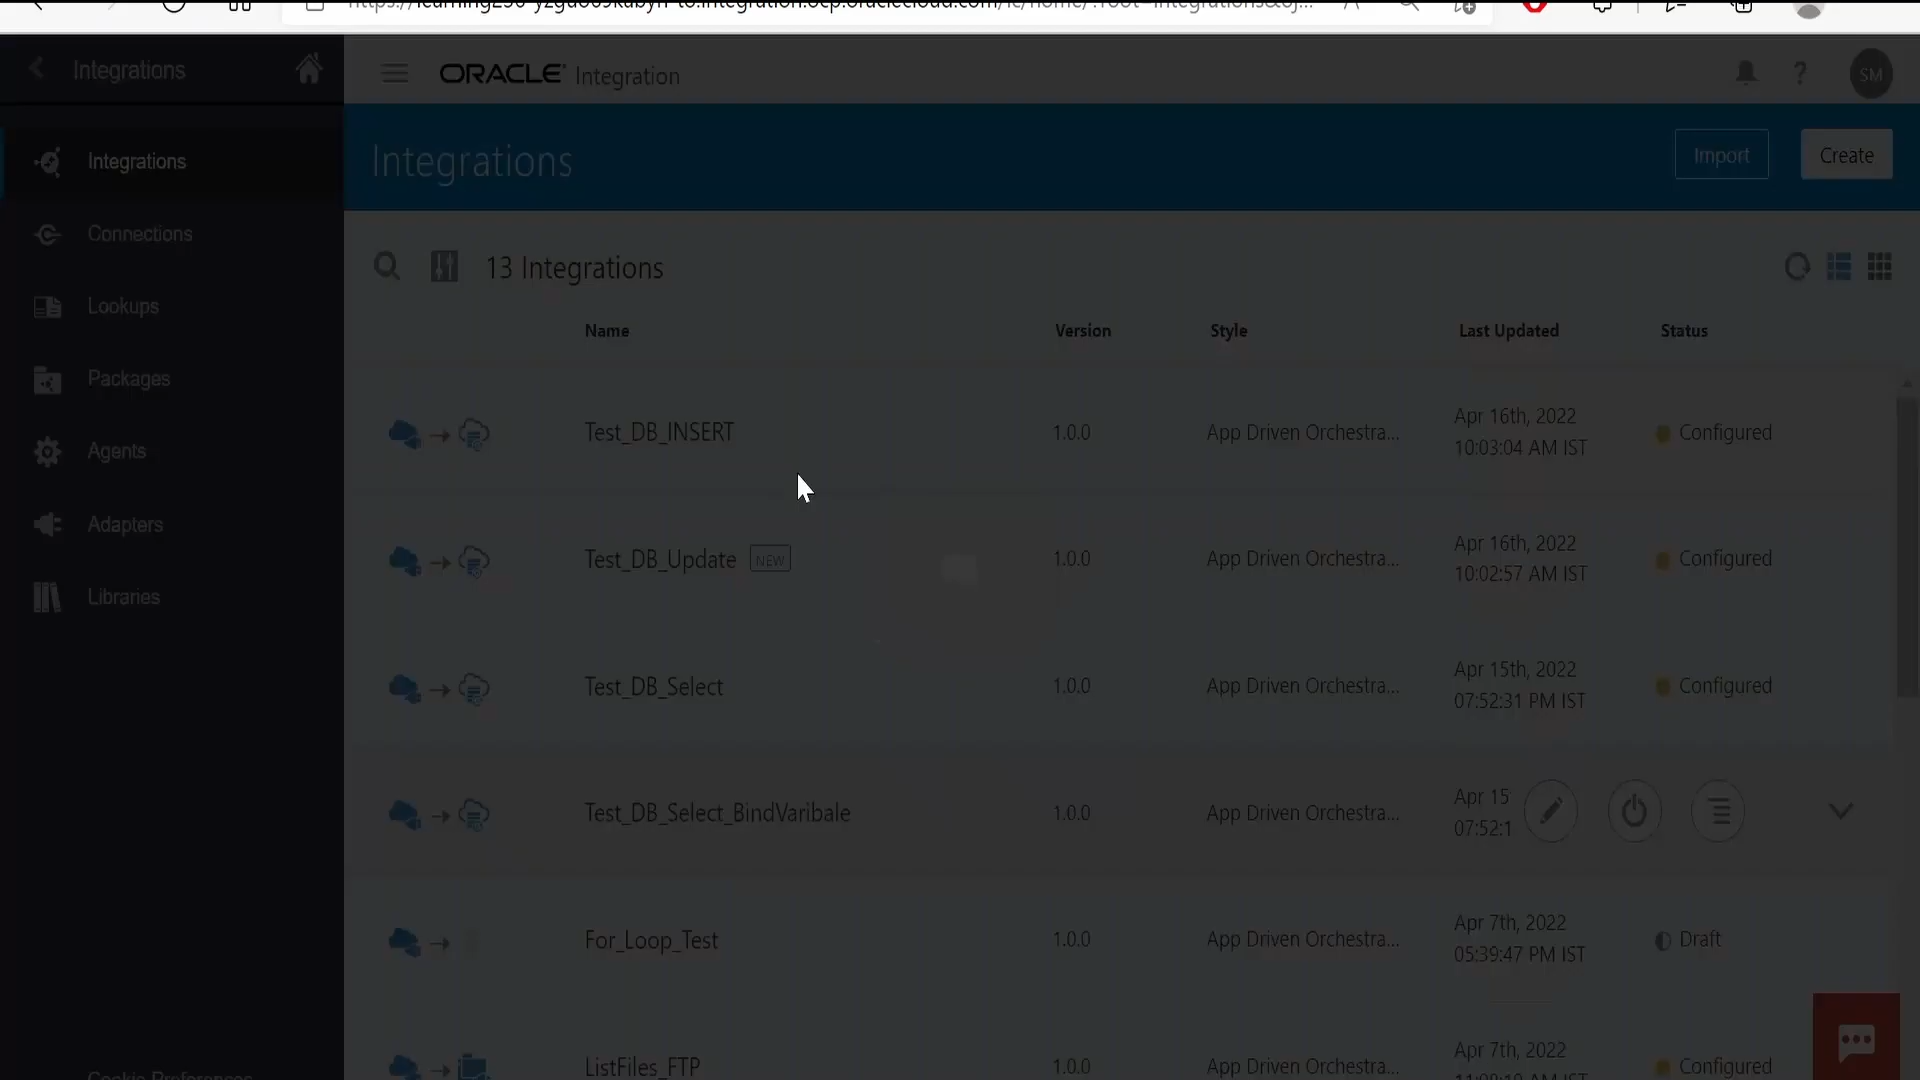 Integrations
ORACLE Integration
SM
Integrations
Import
Create
Integrations
Connections
Lookups
Packages
Agents
Adapters
Libraries
13 Integrations
Name Version Style Last Updated Status
Test_DB_INSERT 1.0.0 App Driven Orchestra... Apr 16th, 2022 Configured
10:03:04 AM IST
Test_DB_Update NEW 1.0.0 App Driven Orchestra... Apr 16th, 2022 Configured
10:02:57 AM IST
Test_DB_Select 1.0.0 App Driven Orchestra... Apr 15th, 2022 Configured
07:52:31 PM IST
Test_DB_Select_BindVaribale 1.0.0 App Driven Orchestra... Apr 15
07:52:1
For_Loop_Test 1.0.0 App Driven Orchestra... Apr 7th, 2022 Draft
05:39:47 PM IST
ListFiles_FTP 1.0.0 App Driven Orchestra... Apr 7th, 2022 Configured
Cookie Preferences